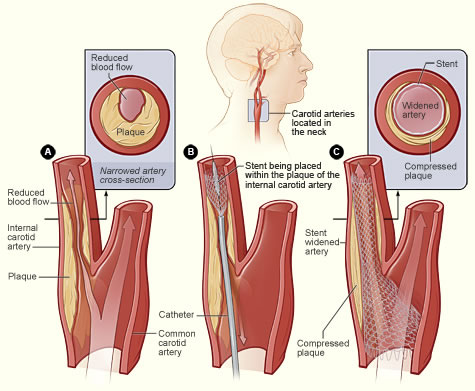 Reduced
blood flow
Plaque
Narrowed artery
cross-section
Carotid arteries
located in
the neck
Stent
Widened
artery
Compressed
plaque
A
Reduced
blood flow
Internal
carotid
artery
Plaque
Common
carotid
artery
B
Stent being placed
within the plaque of the
internal carotid artery
Catheter
C
Stent
widened
artery
Compressed
plaque